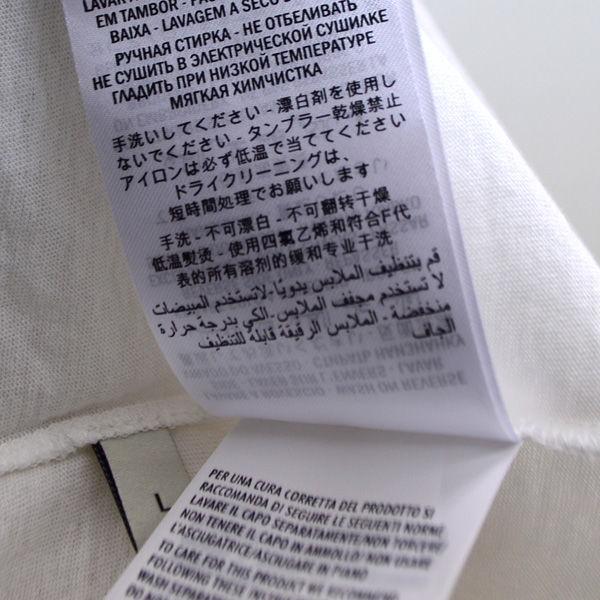 LAVAR
EM TAMBOR - PAS
BAIXA - LAVAGEM A SECO
РУЧНАЯ СТИРКА - НЕ ОТБЕЛИВАТЬ
НЕ СУШИТЬ В ЭЛЕКТРИЧЕСКОЙ СУШИЛКЕ
ГЛАДИТЬ ПРИ НИЗКОЙ ТЕМПЕРАТУРЕ
МЯГКАЯ ХИМЧИСТКА
手洗いしてください - 漂白剤を使用し
ないでください - タンブラー乾燥禁止
アイロンは必ず低温で当ててください
ドライクリーニングは、
短時間処理でお願いします
手洗 - 不可漂白 - 不可翻转干燥
低温熨烫 - 使用四氯乙烯和符合F代
表的所有溶剂的缓和专业干洗
قم بتنظيف الملابس يدويًا - لاتستخدم المبيضات
لا تستخدم مجفف الملابس - الكي بدرجة حرارة
منخفضة - الملابس الرقيقة قابلة للتنظيف
الجاف
L
PER UNA CURA CORRETTA DEL PRODOTTO SI
RACCOMANDA DI SEGUIRE LE SEGUENTI NORME
LAVARE IL CAPO SEPARATAMENTE/NON TORCERE
NON TENERE IL CAPO IN AMMOLLO/NON USARE
L'ASCIUGATRICE/ASCIUGARE IN PIANO
TO CARE FOR THIS PRODUCT WE RECOMMEND
FOLLOWING THESE INSTRUCTIONS
WASH SEPARATELY
DO NOT